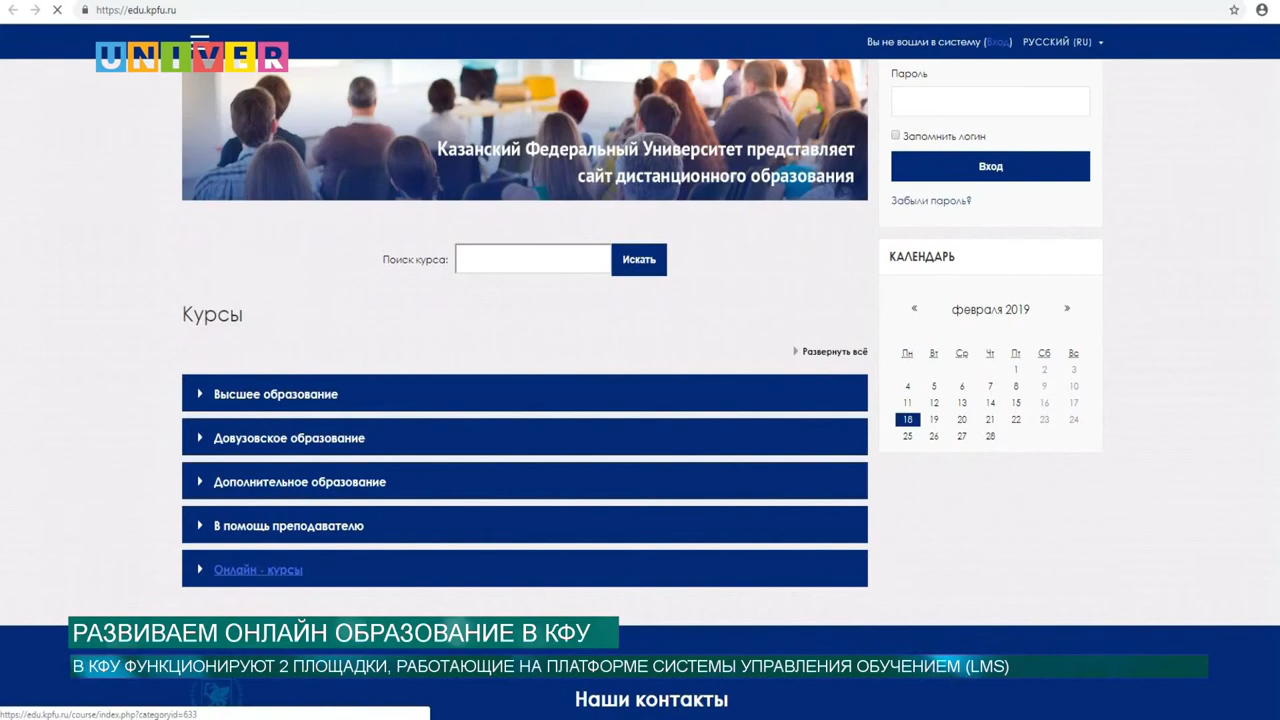 https://edu.kpfu.ru
UNIVER
Вы не вошли в систему (Вход)
РУССКИЙ (RU)
Пароль
Казанский Федеральный Университет представляет
сайт дистанционного образования
Запомнить логин
Вход
Забыли пароль?
Поиск курса:
Искать
КАЛЕНДАРЬ
« февраля 2019 »
Пн Вт Ср Чт Пт Сб Вс
1 2 3
4 5 6 7 8 9 10
11 12 13 14 15 16 17
18 19 20 21 22 23 24
25 26 27 28
Курсы
Развернуть всё
Высшее образование
Довузовское образование
Дополнительное образование
В помощь преподавателю
Онлайн - курсы
РАЗВИВАЕМ ОНЛАЙН ОБРАЗОВАНИЕ В КФУ
В КФУ ФУНКЦИОНИРУЮТ 2 ПЛОЩАДКИ, РАБОТАЮЩИЕ НА ПЛАТФОРМЕ СИСТЕМЫ УПРАВЛЕНИЯ ОБУЧЕНИЕМ (LMS)
Наши контакты
https://edu.kpfu.ru/course/index.php?categoryid=633